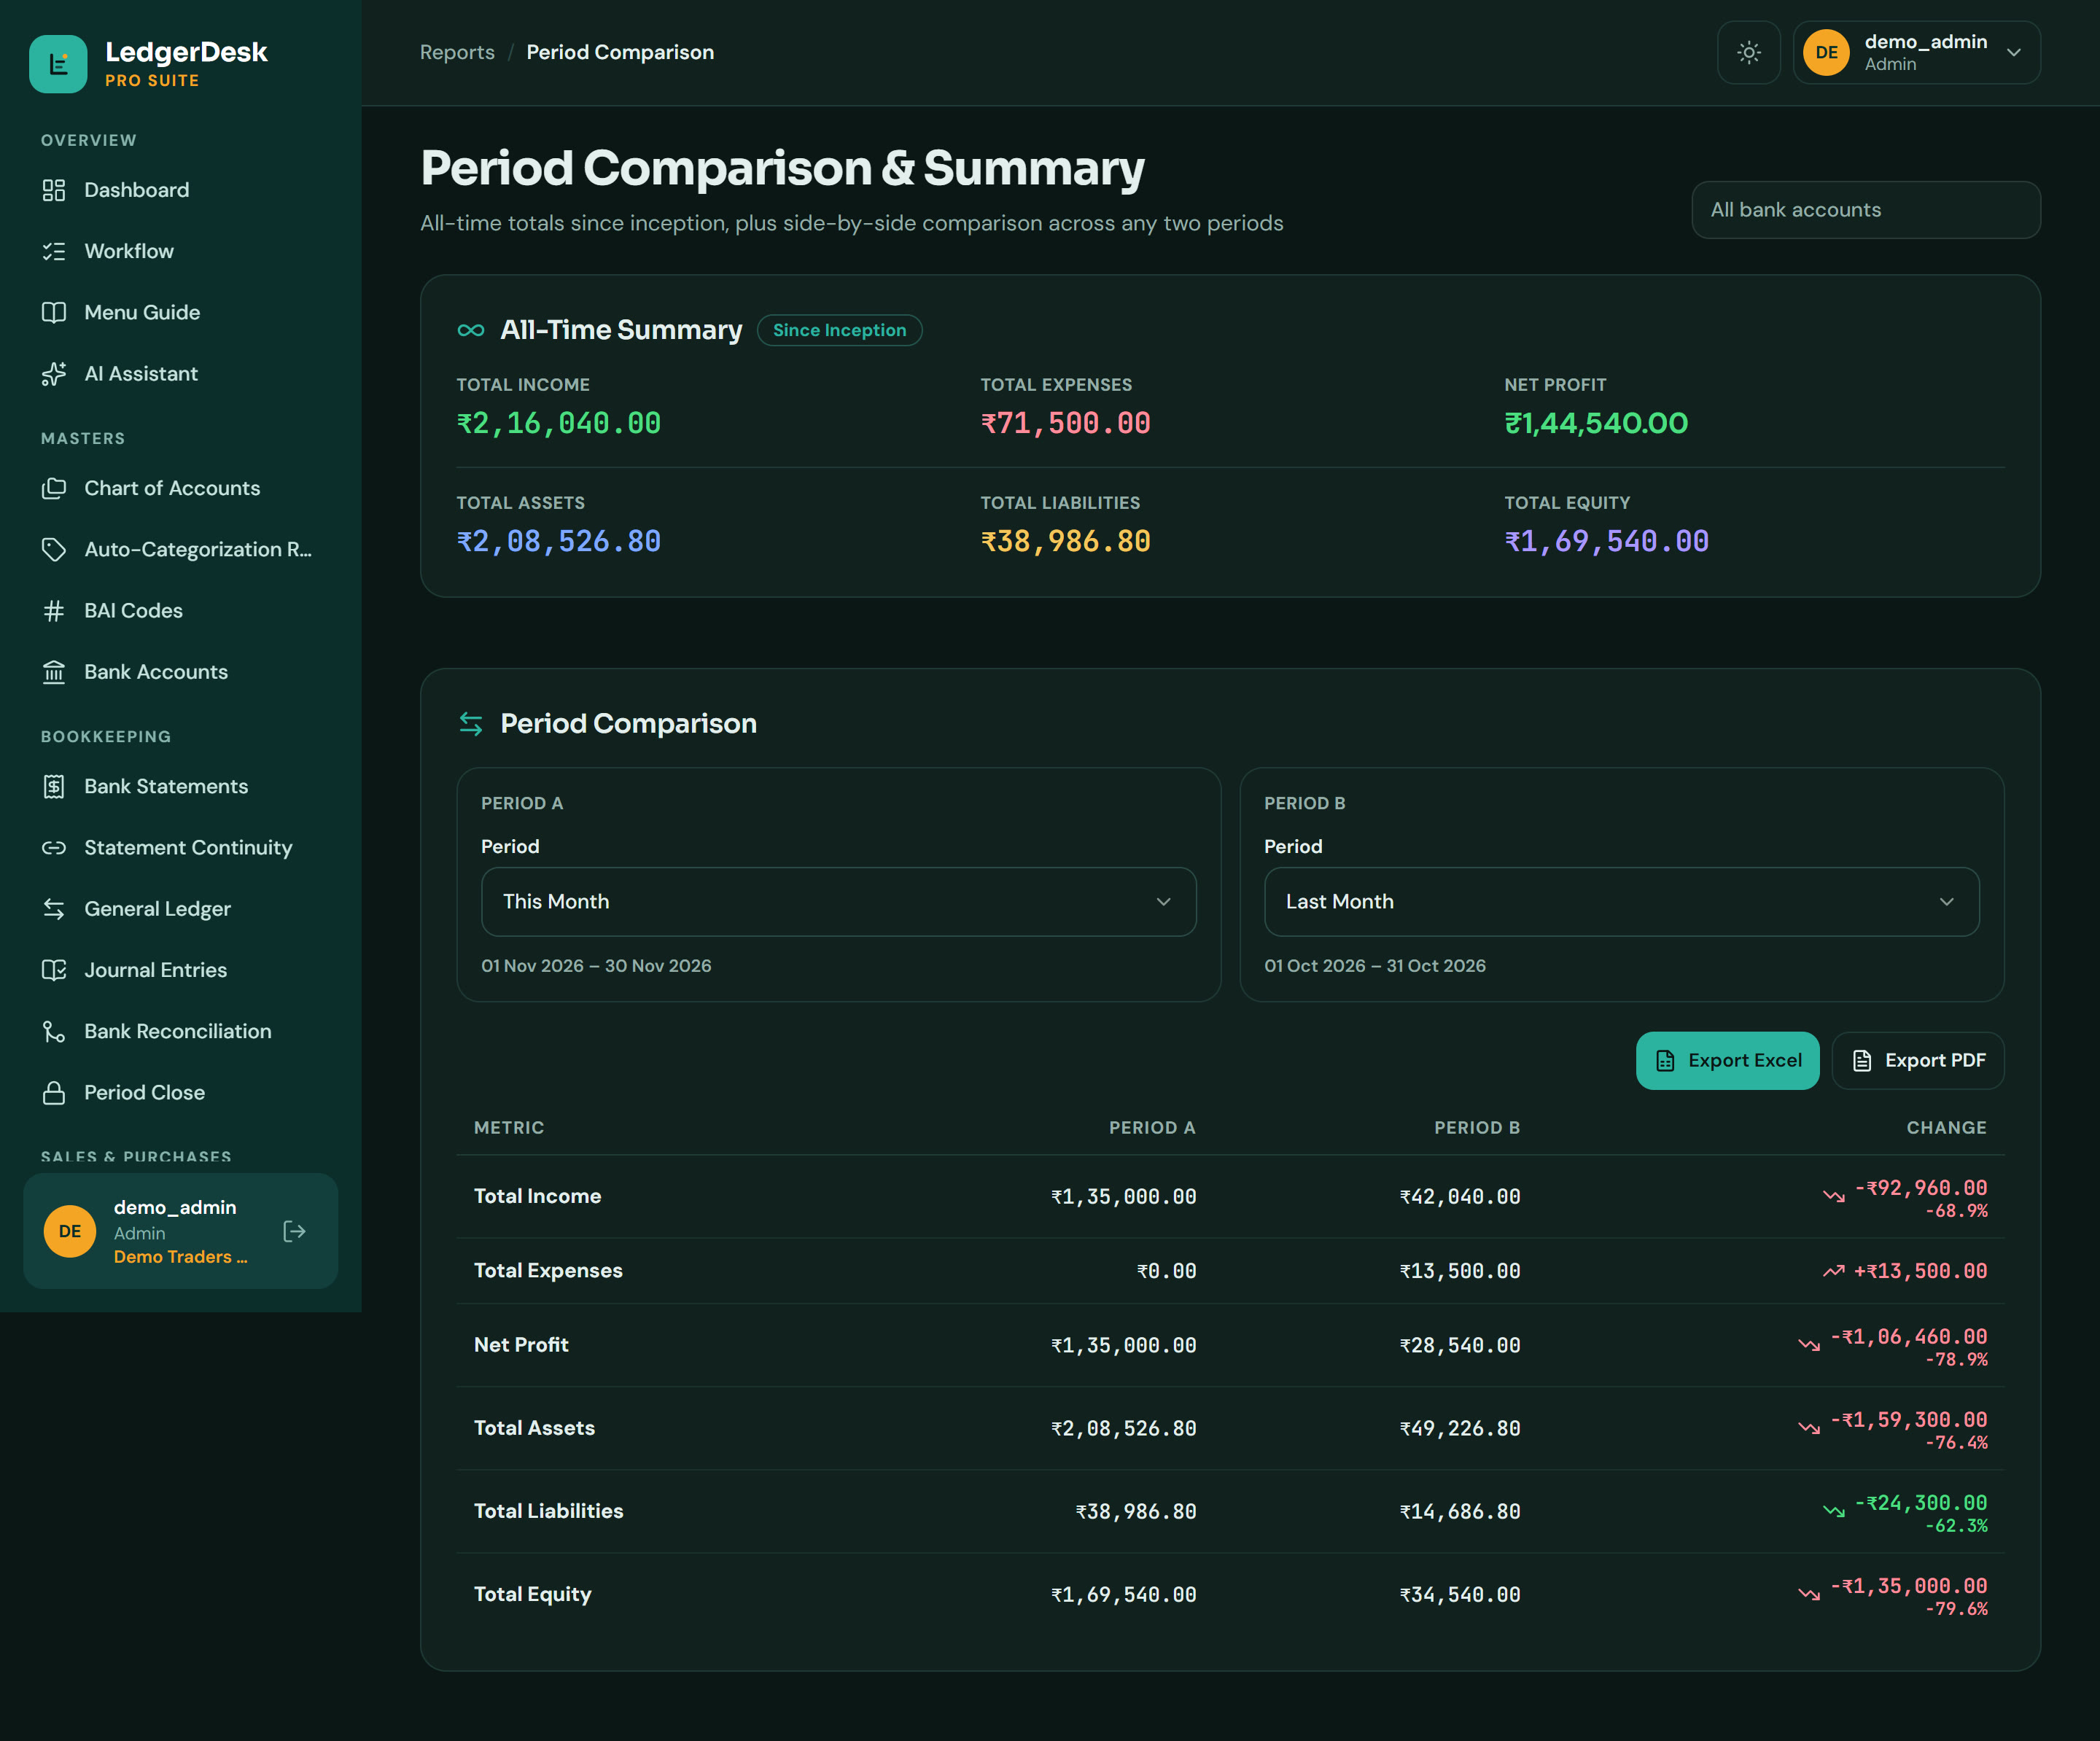 LedgerDesk
PRO SUITE
OVERVIEW
Dashboard
Workflow
Menu Guide
AI Assistant
MASTERS
Chart of Accounts
Auto-Categorization R...
BAI Codes
Bank Accounts
BOOKKEEPING
Bank Statements
Statement Continuity
General Ledger
Journal Entries
Bank Reconciliation
Period Close
SALES & PURCHASES
DE
demo_admin
Admin
Demo Traders ...
Reports / Period Comparison
DE
demo_admin
Admin
Period Comparison & Summary
All-time totals since inception, plus side-by-side comparison across any two periods
All bank accounts
All-Time Summary Since Inception
TOTAL INCOME TOTAL EXPENSES NET PROFIT
₹2,16,040.00 ₹71,500.00 ₹1,44,540.00
TOTAL ASSETS TOTAL LIABILITIES TOTAL EQUITY
₹2,08,526.80 ₹38,986.80 ₹1,69,540.00
Period Comparison
PERIOD A
Period
This Month
01 Nov 2026 – 30 Nov 2026
PERIOD B
Period
Last Month
01 Oct 2026 – 31 Oct 2026
Export Excel Export PDF
METRIC PERIOD A PERIOD B CHANGE
Total Income ₹1,35,000.00 ₹42,040.00 -₹92,960.00
-68.9%
Total Expenses ₹0.00 ₹13,500.00 +₹13,500.00
Net Profit ₹1,35,000.00 ₹28,540.00 -₹1,06,460.00
-78.9%
Total Assets ₹2,08,526.80 ₹49,226.80 -₹1,59,300.00
-76.4%
Total Liabilities ₹38,986.80 ₹14,686.80 -₹24,300.00
-62.3%
Total Equity ₹1,69,540.00 ₹34,540.00 -₹1,35,000.00
-79.6%